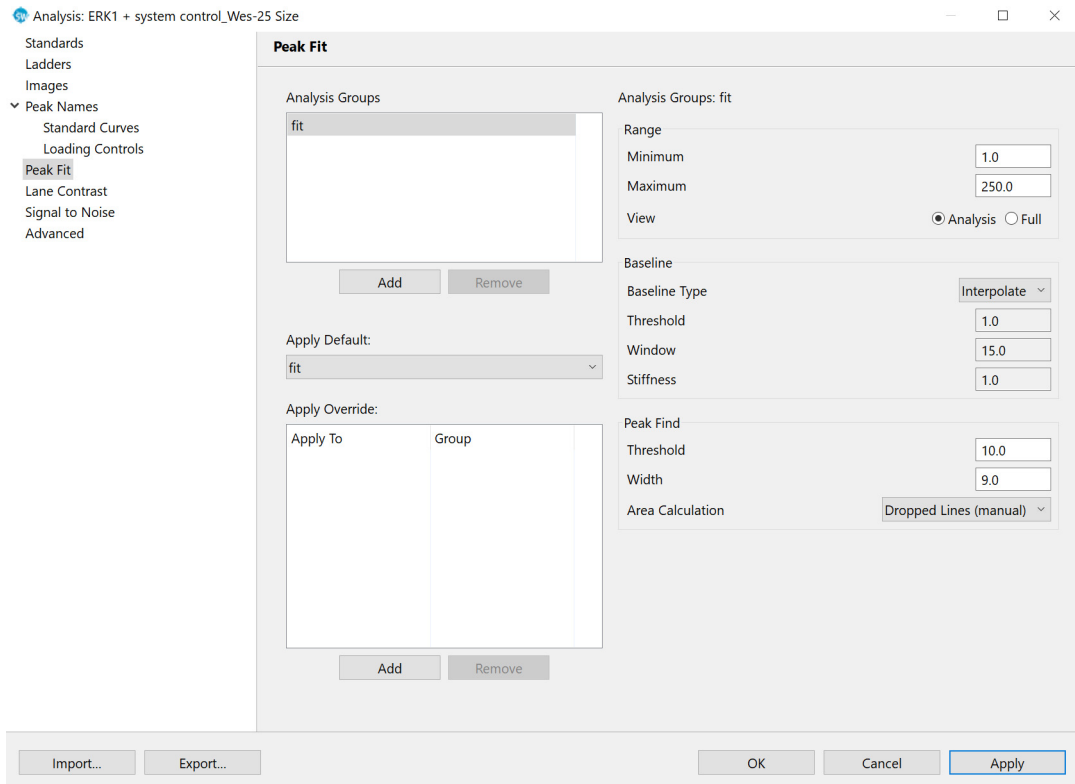 Analysis: ERK1 + system control_Wes-25 Size
Standards
Ladders
Images
Peak Names
Standard Curves
Loading Controls
Peak Fit
Lane Contrast
Signal to Noise
Advanced
Peak Fit
Analysis Groups
fit
Add Remove
Apply Default:
fit
Apply Override:
Apply To Group
Add Remove
Analysis Groups: fit
Range
Minimum 1.0
Maximum 250.0
View Analysis Full
Baseline
Baseline Type Interpolate
Threshold 1.0
Window 15.0
Stiffness 1.0
Peak Find
Threshold 10.0
Width 9.0
Area Calculation Dropped Lines (manual)
Import... Export... OK Cancel Apply